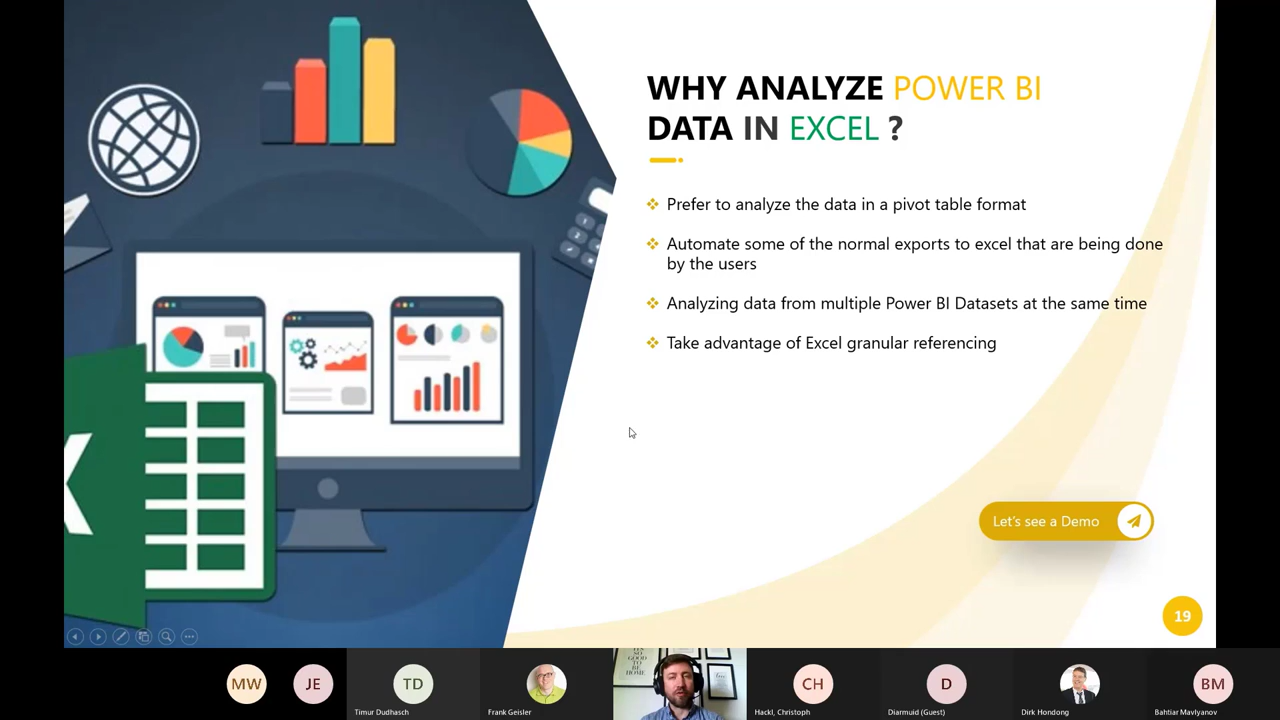 WHY ANALYZE POWER BI
DATA IN EXCEL ?
Prefer to analyze the data in a pivot table format
Automate some of the normal exports to excel that are being done
by the users
Analyzing data from multiple Power BI Datasets at the same time
Take advantage of Excel granular referencing
Let's see a Demo
19
MW
JE
TD
Timur Dudhasch
Frank Geisler
CH
Hackl, Christoph
D
Diarmuid (Guest)
Dirk Hondong
BM
Bahtiar Mavlyanov